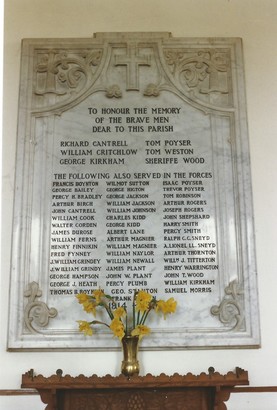 TO HONOUR THE MEMORY
OF THE BRAVE MEN
DEAR TO THIS PARISH
RICHARD CANTRELL TOM POYSER
WILLIAM CRITCHLOW TOM WESTON
GEORGE KIRKHAM SHERIFFE WOOD
THE FOLLOWING ALSO SERVED IN THE FORCES
FRANCIS BOYNTON WILMOT SUTTON ISAAC POYSER
GEORGE BAILEY GEORGE TREVOR POYSER
PERCY H. BRADLEY GEORGE JACKSON TOM ROBINSON
ARTHUR BIRCH WILLIAM JACKSON ARTHUR ROGERS
JOHN CANTRELL WILLIAM JOHNSON JOSEPH ROGERS
WILLIAM COOK CHARLES KIDD JOHN SHEPHARD
WALTER CORDEN GEORGE KIDD HARRY SMITH
JAMES DUROSE ALBERT LANE PERCY SMITH
WILLIAM FERNS ARTHUR MAGNIER RALPH C.C. SNEYD
HENRY FINNIKIN WILLIAM MAGNIER SNEYD
FRED FYNNEY WILLIAM NAYLOR ARTHUR THORNTON
J. WILLIAM GRINDEY WILLIAM NEWALL J. TITTERTON
J. WILLIAM GRINDY JAMES PLANT HENRY WARRINGTON
GEORGE HAMPSON JOHN W. PLANT JOHN T. WOOD
GEORGE J. HEATH PERCY PLUMB WILLIAM KIRKHAM
THOMAS S. GEO. SAMUEL MORRIS
FRANK